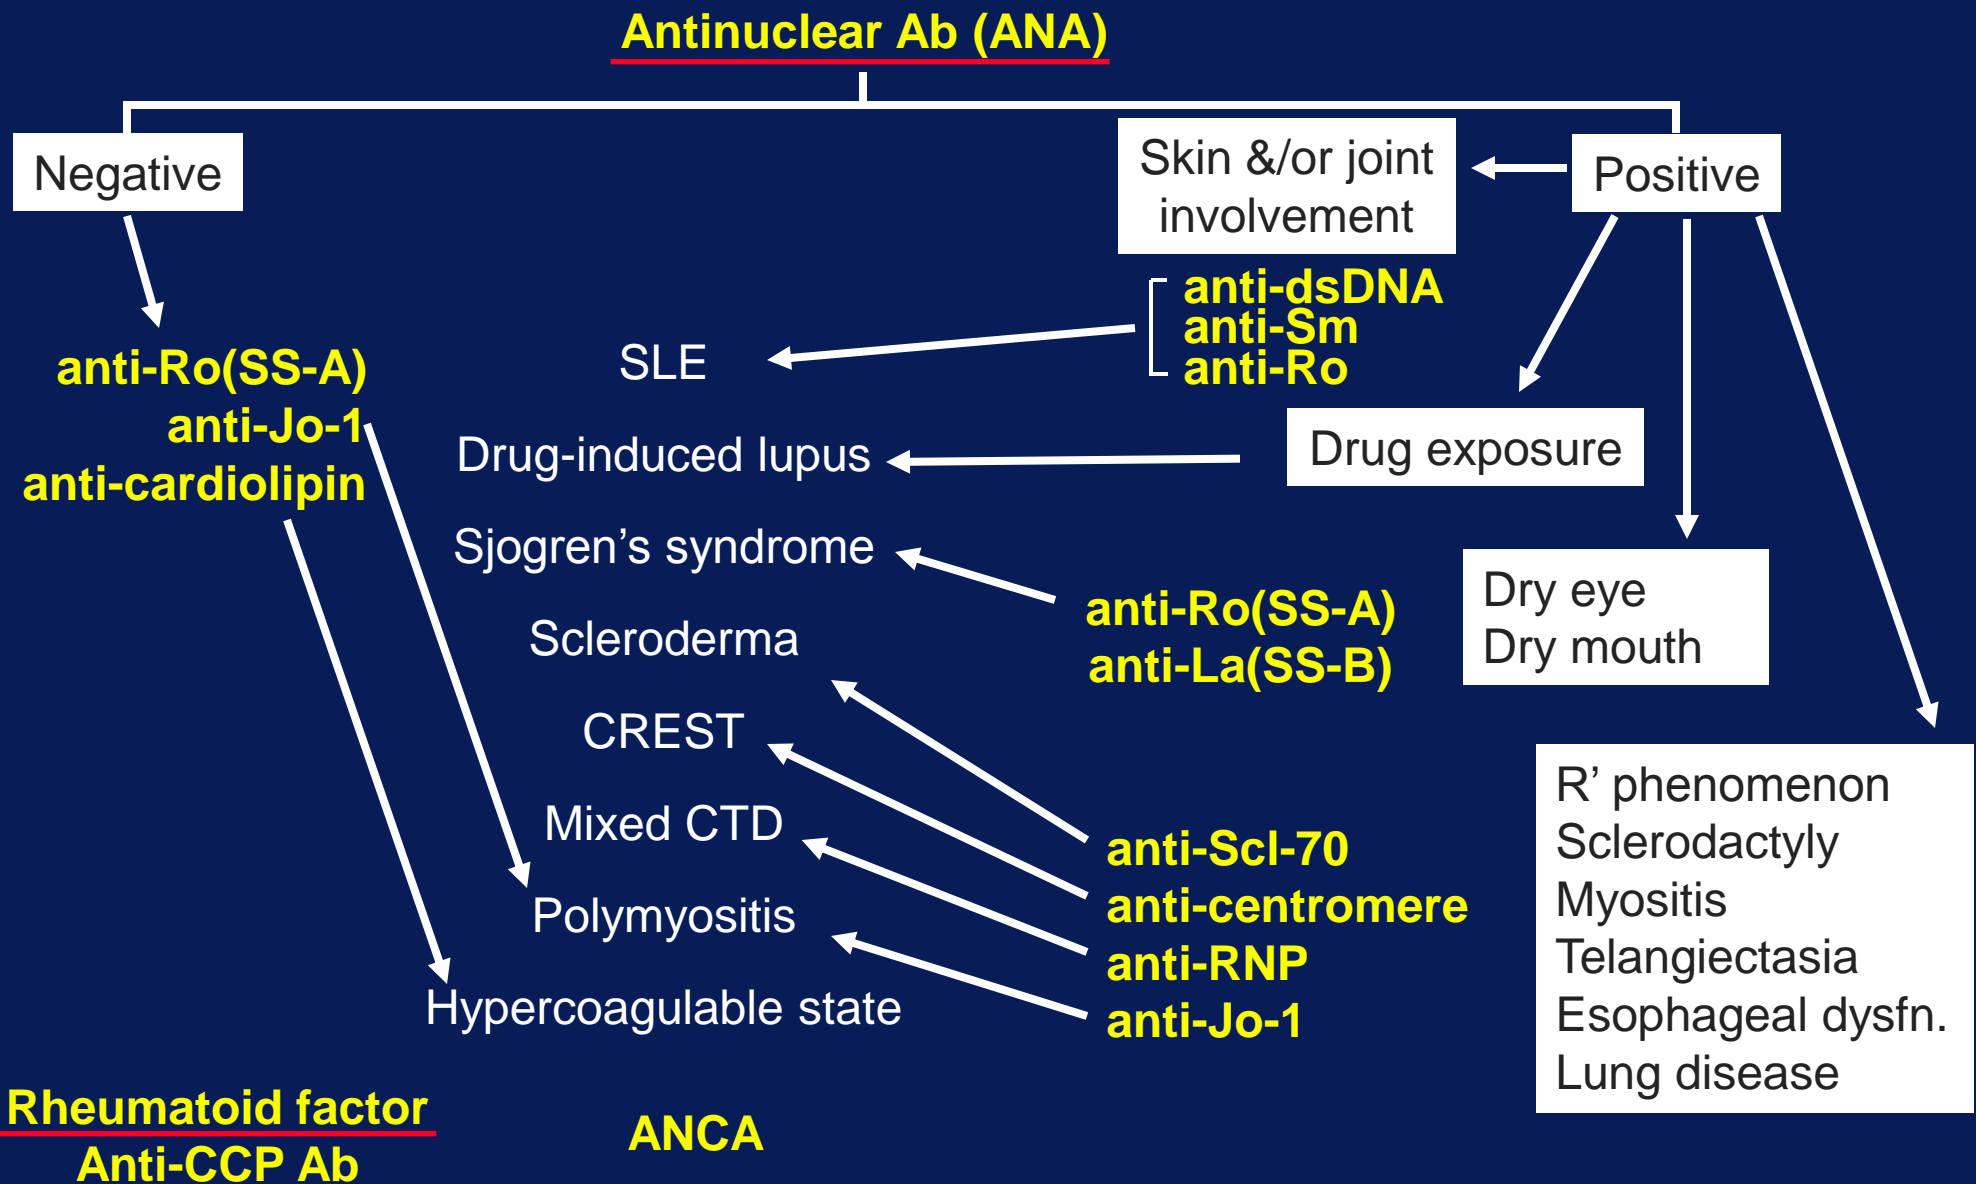 Antinuclear Ab (ANA)
Negative
Skin &/or joint
involvement
Positive
anti-dsDNA
anti-Sm
anti-Ro
anti-Ro(SS-A)
anti-Jo-1
anti-cardiolipin
SLE
Drug-induced lupus
Sjogren’s syndrome
Scleroderma
CREST
Mixed CTD
Polymyositis
Hypercoagulable state
Drug exposure
anti-Ro(SS-A)
anti-La(SS-B)
Dry eye
Dry mouth
anti-Scl-70
anti-centromere
anti-RNP
anti-Jo-1
R’ phenomenon
Sclerodactyly
Myositis
Telangiectasia
Esophageal dysfn.
Lung disease
Rheumatoid factor
Anti-CCP Ab
ANCA